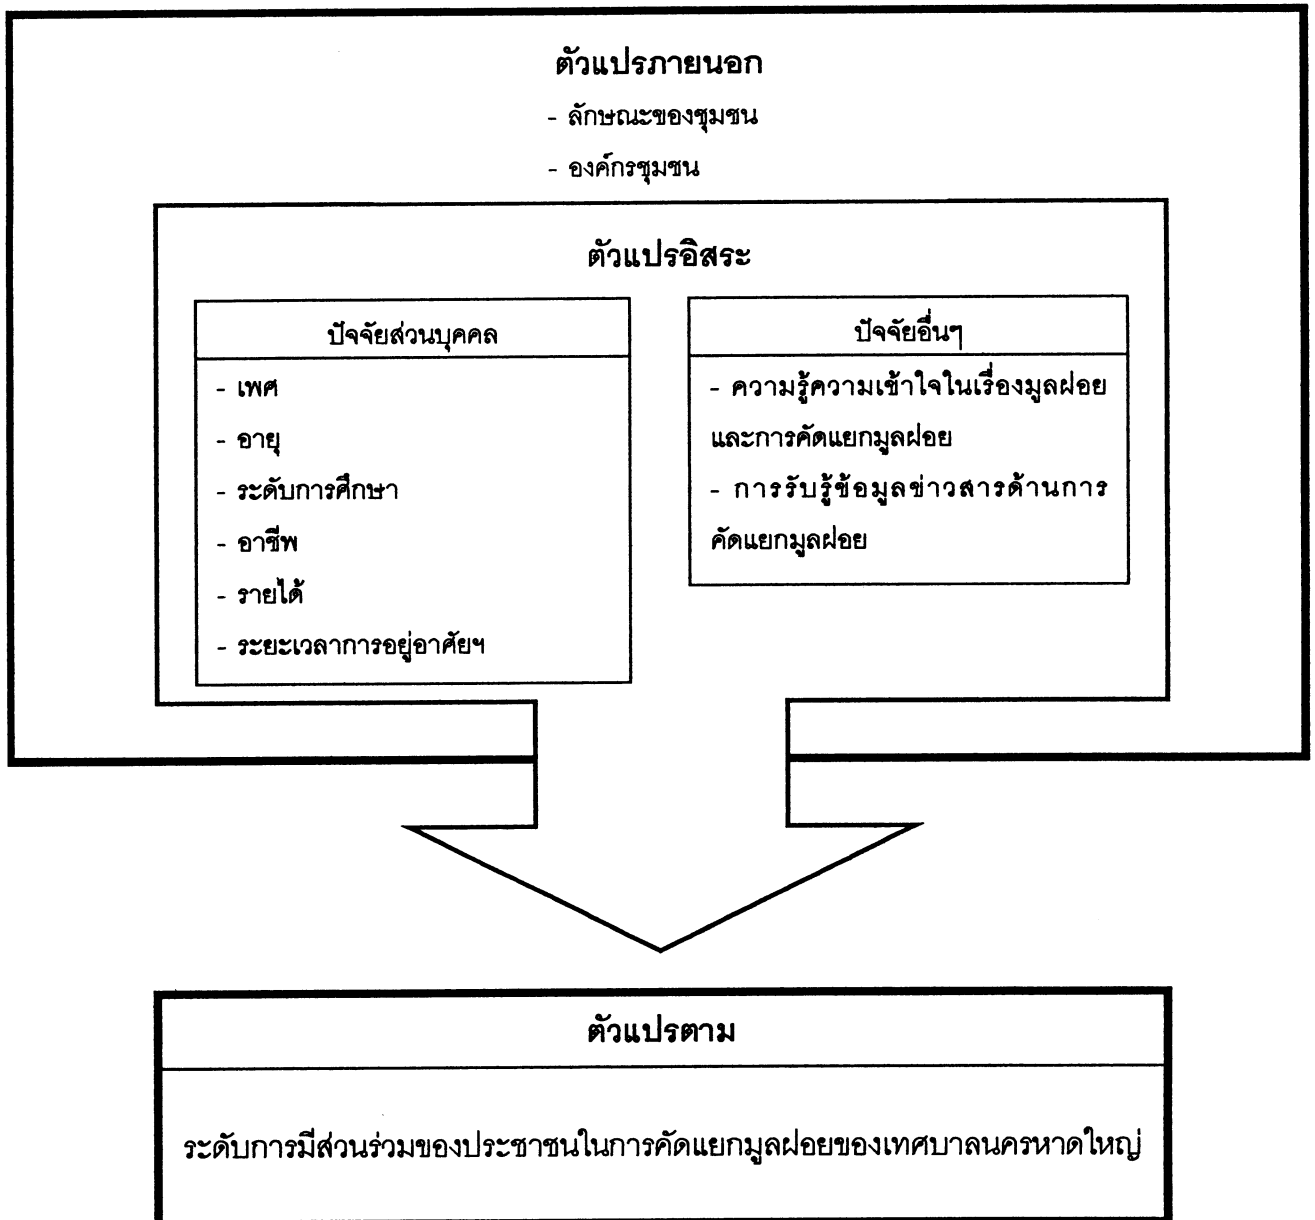 ตัวแปรภายนอก
- ลักษณะของชุมชน
- องค์กรชุมชน
ตัวแปรอิสระ
ปัจจัยส่วนบุคคล
- เพศ
- อายุ
- ระดับการศึกษา
- อาชีพ
- รายได้
- ระยะเวลาการอยู่อาศัยฯ
ปัจจัยอื่นๆ
- ความรู้ความเข้าใจในเรื่องมูลฝอย
และการคัดแยกมูลฝอย
- การรับรู้ข้อมูลข่าวสารด้านการ
คัดแยกมูลฝอย
ตัวแปรตาม
ระดับการมีส่วนร่วมของประชาชนในการคัดแยกมูลฝอยของเทศบาลนครหาดใหญ่